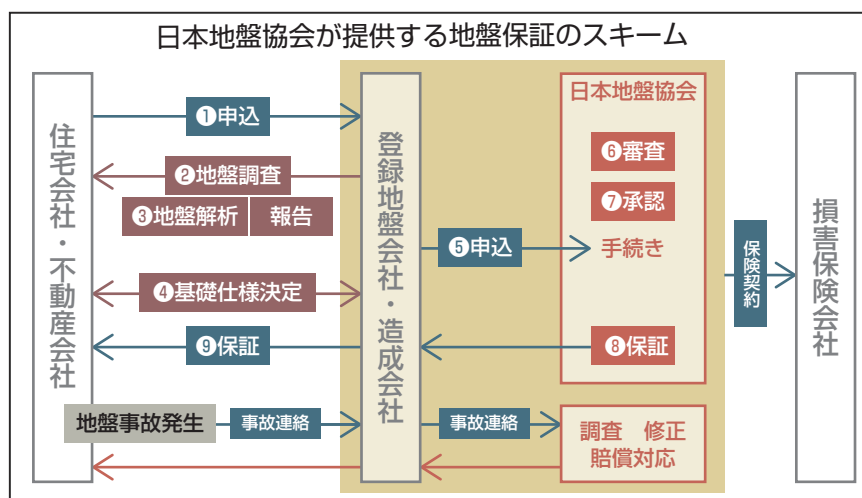 日本地盤協会が提供する地盤保証のスキーム
住宅会社・不動産会社
登録地盤会社・造成会社
日本地盤協会
損害保険会社
❶申込
❷地盤調査
❸地盤解析 報告
❹基礎仕様決定
❺申込
❻審査
❼承認
手続き
❽保証
❾保証
保険契約
地盤事故発生
事故連絡
事故連絡
調査 修正
賠償対応